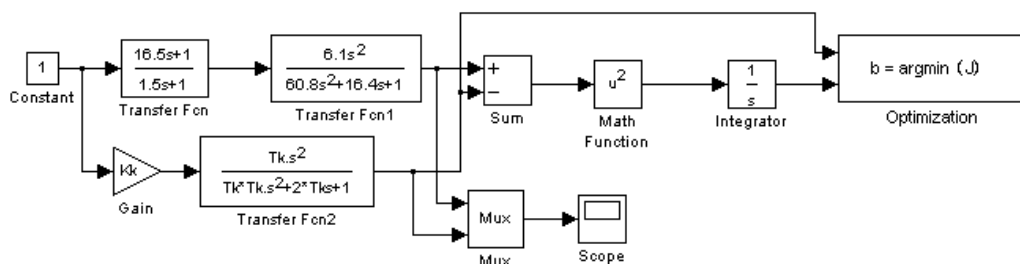 1
Constant
16.5s+1
1.5s+1
Transfer Fcn
6.1s²
60.8s²+16.4s+1
Transfer Fcn1
Kk
Gain
Tk.s²
Tk*Tk.s²+2*Tks+1
Transfer Fcn2
+
−
Sum
u²
Math
Function
1
s
Integrator
b = argmin (J)
Optimization
Mux
Mux
Scope